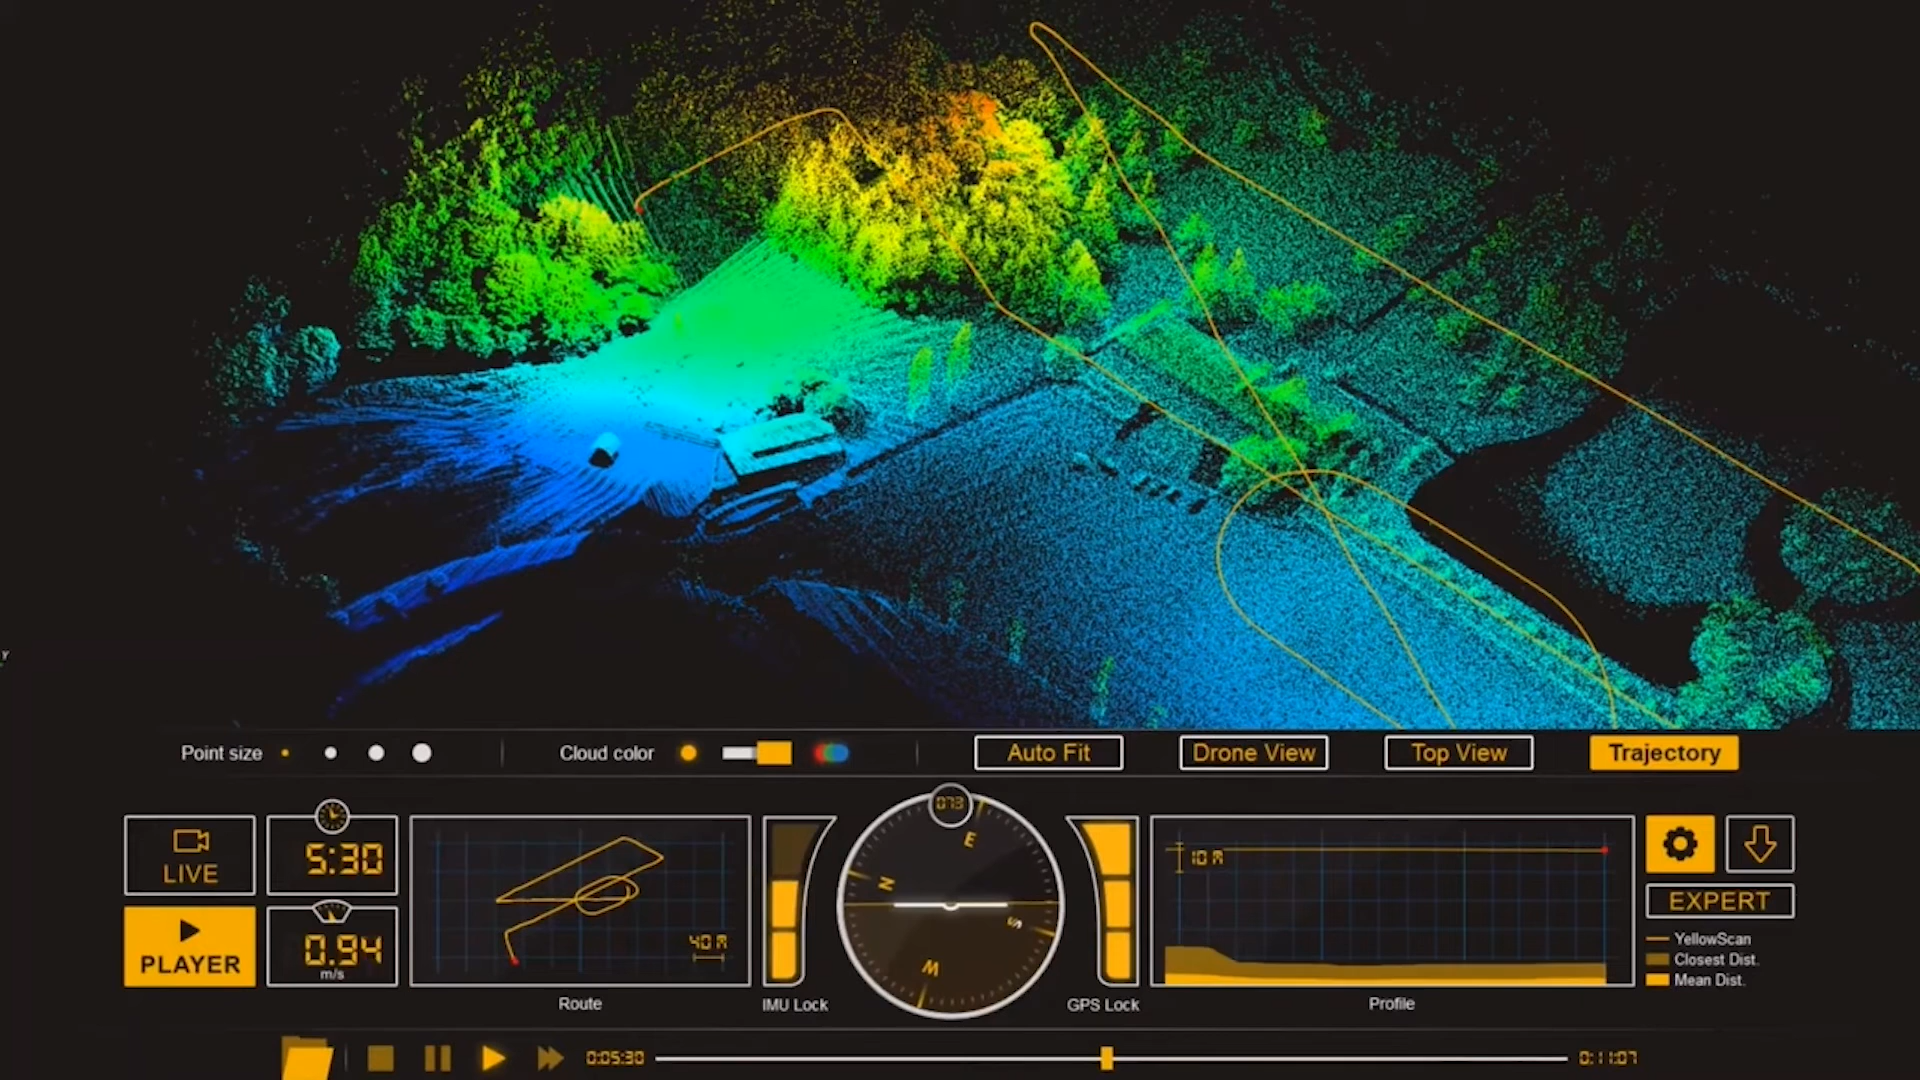 Y
Point size
Cloud color
Auto Fit
Drone View
Top View
Trajectory
LIVE
PLAYER
5:30
0.94
m/s
40 m
Route
IMU Lock
073
E
N
S
W
GPS Lock
10 m
Profile
EXPERT
YellowScan
Closest Dist.
Mean Dist.
0:05:30
0:11:07